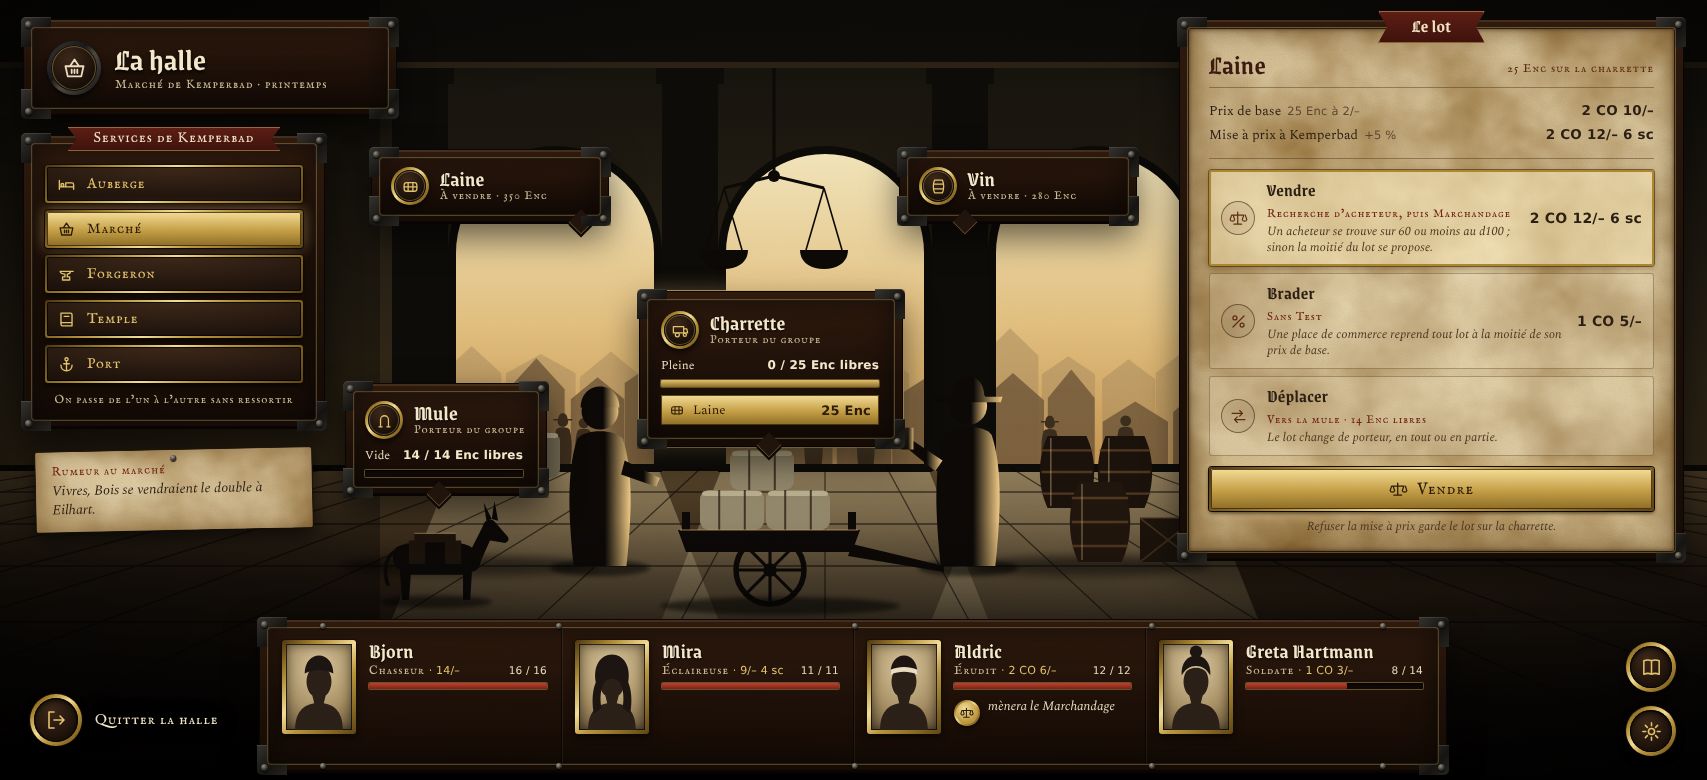 La halle
Marché de Kemperbad · printemps
Services de Kemperbad
Auberge
Marché
Forgeron
Temple
Port
On passe de l'un à l'autre sans ressortir
Rumeur au marché
Vivres, Bois se vendraient le double à
Eilhart.
Laine
À vendre · 350 Enc
Vin
À vendre · 280 Enc
Charrette
Porteur du groupe
Pleine 0 / 25 Enc libres
Laine 25 Enc
Mule
Porteur du groupe
Vide 14 / 14 Enc libres
Le lot
Laine 25 Enc sur la charrette
Prix de base 25 Enc à 2/– 2 CO 10/–
Mise à prix à Kemperbad +5 % 2 CO 12/– 6 sc
Vendre
Recherche d'acheteur, puis Marchandage 2 CO 12/– 6 sc
Un acheteur se trouve sur 60 ou moins au d100 ;
sinon la moitié du lot se propose.
Brader
Sans Test 1 CO 5/–
Une place de commerce reprend tout lot à la moitié de son
prix de base.
Déplacer
Vers la mule · 14 Enc libres
Le lot change de porteur, en tout ou en partie.
Vendre
Refuser la mise à prix garde le lot sur la charrette.
Bjorn
Chasseur · 14/– 16 / 16
Mira
Éclaireuse · 9/– 4 sc 11 / 11
Aldric
Érudit · 2 CO 6/– 12 / 12
mènera le Marchandage
Greta Hartmann
Soldate · 1 CO 3/– 8 / 14
Quitter la halle